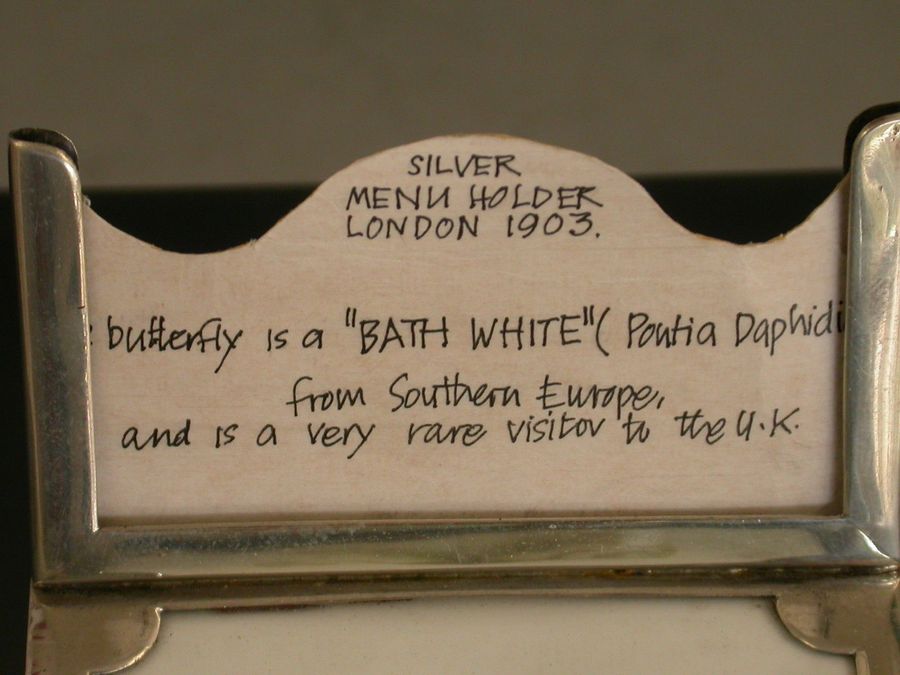 SILVER
MENU HOLDER
LONDON 1903.
butterfly is a "BATH WHITE" ( Pontia Daphidi
from Southern Europe,
and is a very rare visitor to the U.K.